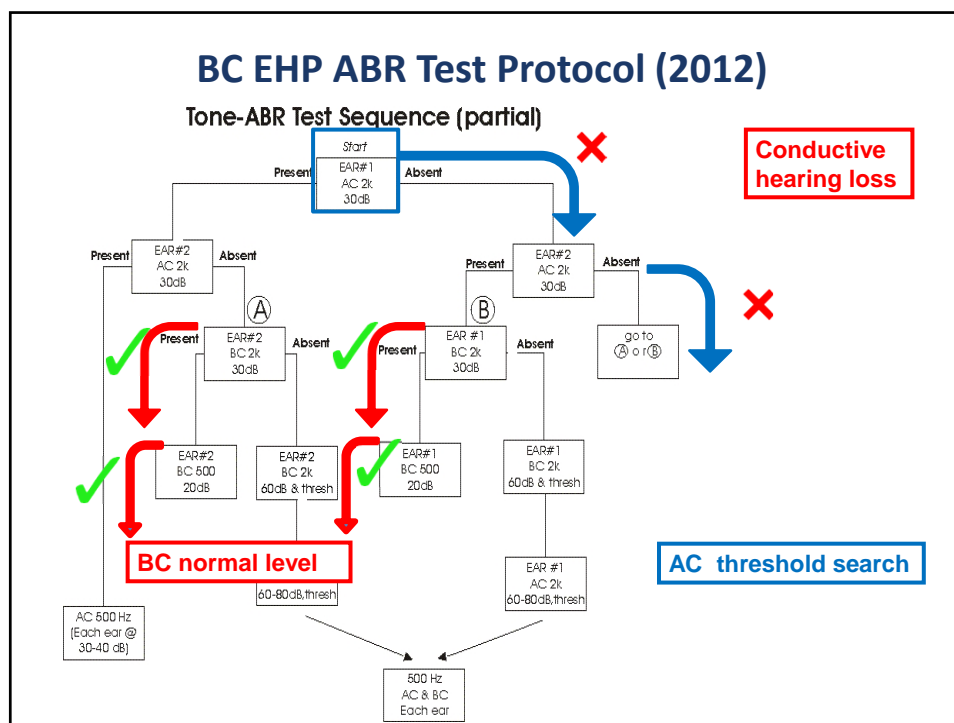 BC EHP ABR Test Protocol (2012)
Tone-ABR Test Sequence (partial)
Start
EAR#1
AC 2k
30dB
Present
Absent
Conductive
hearing loss
EAR#2
AC 2k
30dB
Present
Absent
EAR#2
AC 2k
30dB
Present
Absent
A
EAR#2
BC 2k
30dB
Present
Absent
B
EAR #1
BC 2k
30dB
Present
Absent
go to
A or B
EAR#2
BC 500
20dB
EAR#2
BC 2k
60dB & thresh
EAR#1
BC 500
20dB
EAR#1
BC 2k
60dB & thresh
BC normal level
AC threshold search
60-80dB,thresh
EAR #1
AC 2k
60-80dB,thresh
AC 500 Hz
(Each ear @
30-40 dB)
500 Hz
AC & BC
Each ear